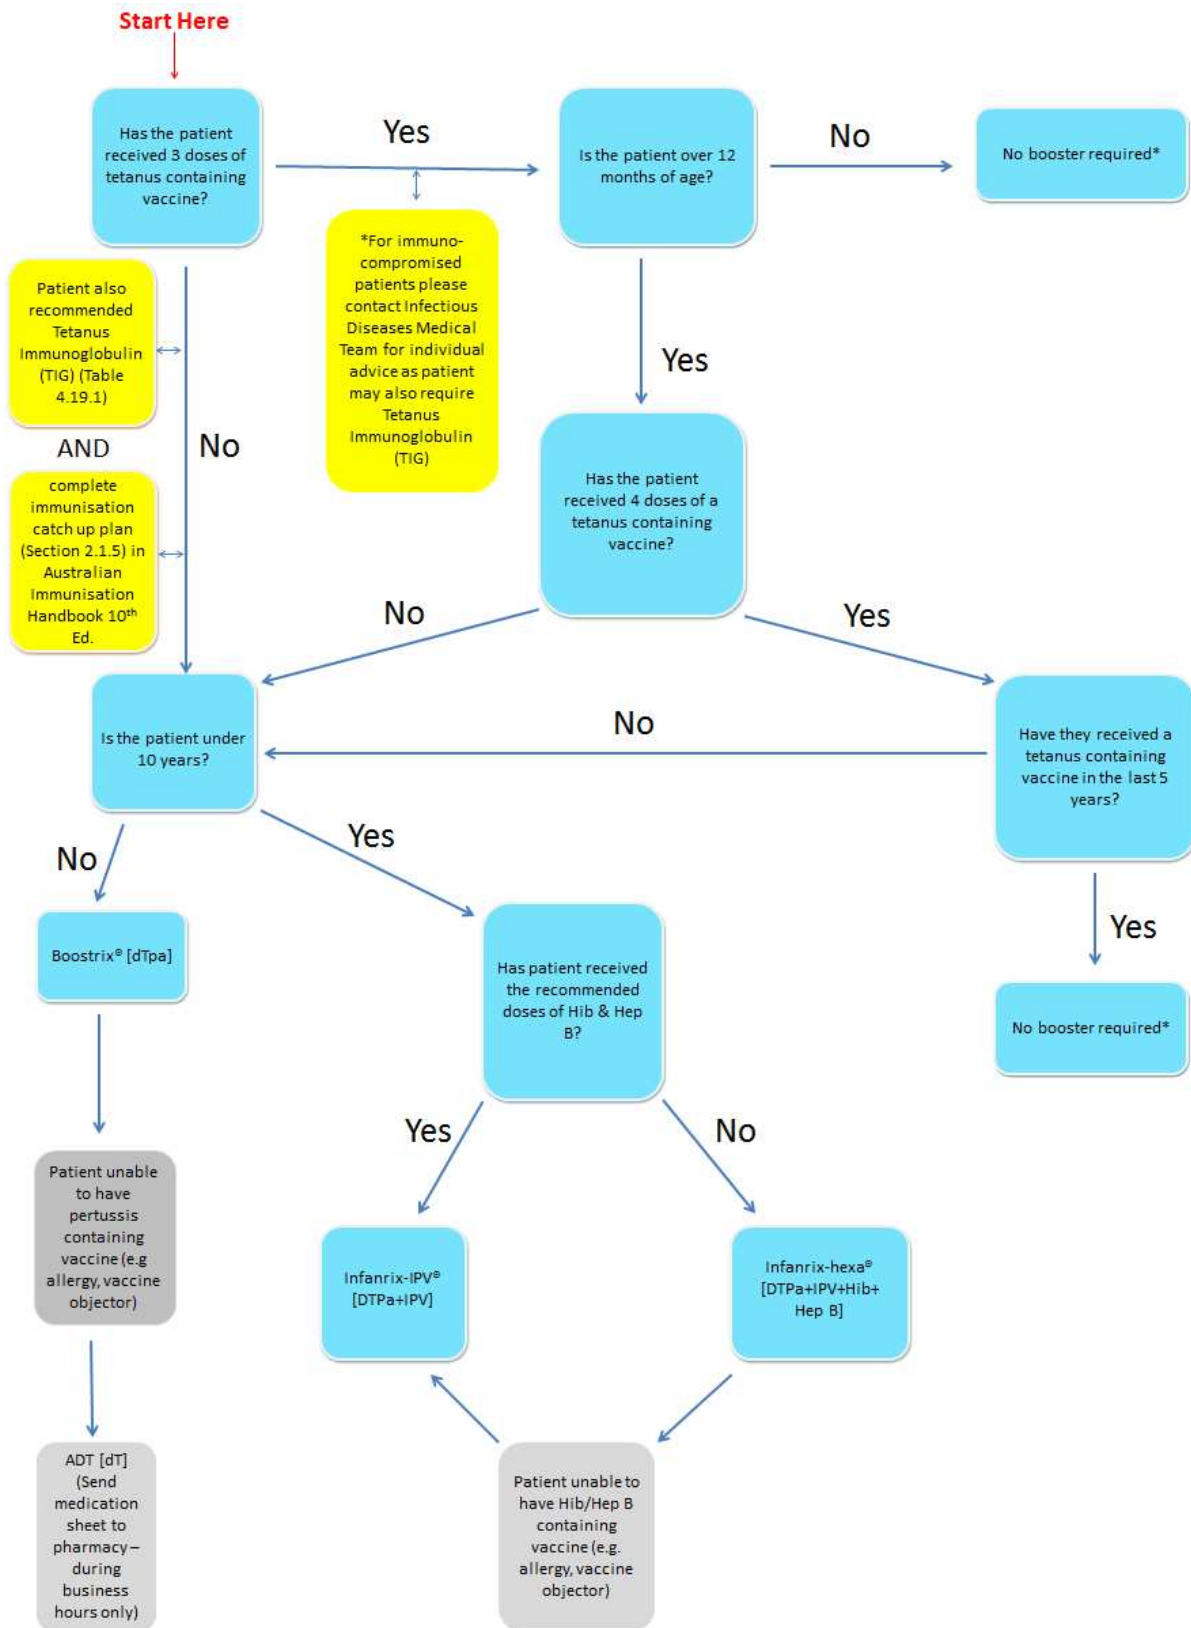 Start Here
Has the patient
received 3 doses of
tetanus containing
vaccine?
Yes
Is the patient over 12
months of age?
No
No booster required*
*For immuno-
compromised
patients please
contact Infectious
Diseases Medical
Team for individual
advice as patient
may also require
Tetanus
Immunoglobulin
(TIG)
Patient also
recommended
Tetanus
Immunoglobulin
(TIG) (Table
4.19.1)
AND
complete
immunisation
catch up plan
(Section 2.1.5) in
Australian
Immunisation
Handbook 10th
Ed.
No
Yes
Has the patient
received 4 doses of a
tetanus containing
vaccine?
No
Yes
Is the patient under
10 years?
No
Have they received a
tetanus containing
vaccine in the last 5
years?
No
Yes
Yes
Boostrix® [dTpa]
Has patient received
the recommended
doses of Hib & Hep
B?
No booster required*
Yes
No
Patient unable
to have
pertussis
containing
vaccine (e.g
allergy, vaccine
objector)
Infanrix-IPV®
[DTPa+IPV]
Infanrix-hexa®
[DTPa+IPV+Hib+
Hep B]
ADT [dT]
(Send
medication
sheet to
pharmacy –
during
business
hours only)
Patient unable to
have Hib/Hep B
containing
vaccine (e.g.
allergy, vaccine
objector)